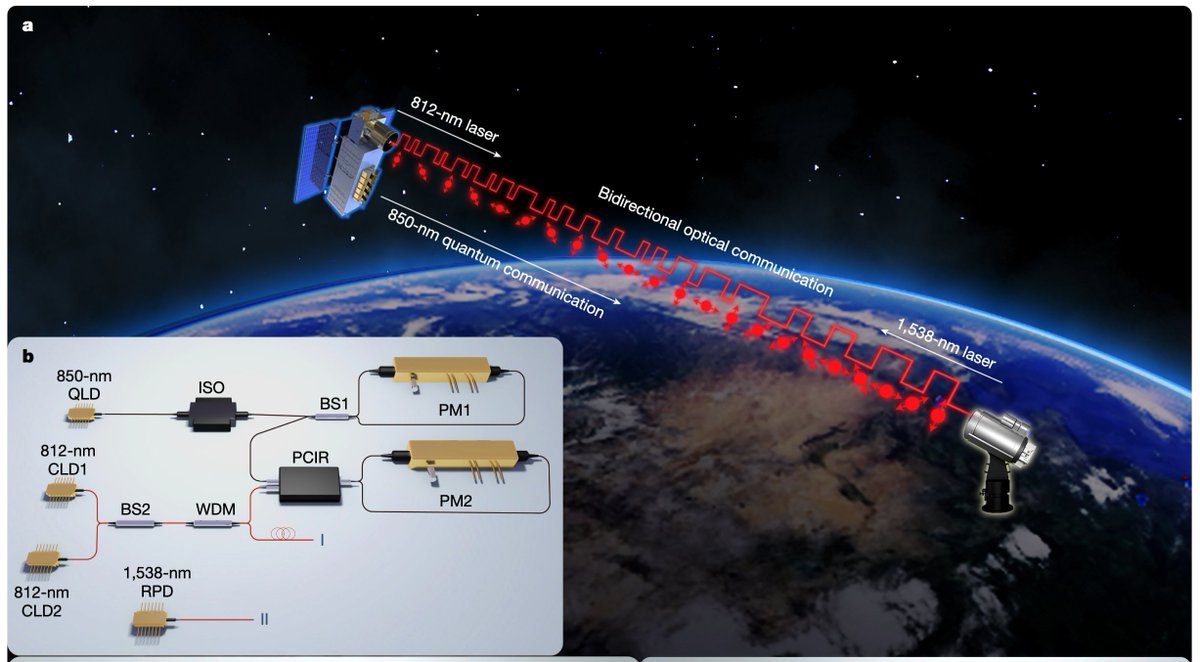 a
812-nm laser
Bidirectional optical communication
850-nm quantum communication
1,538-nm laser
b
850-nm
QLD
ISO
BS1
PM1
812-nm
CLD1
PCIR
PM2
BS2
WDM
I
812-nm
CLD2
1,538-nm
RPD
II